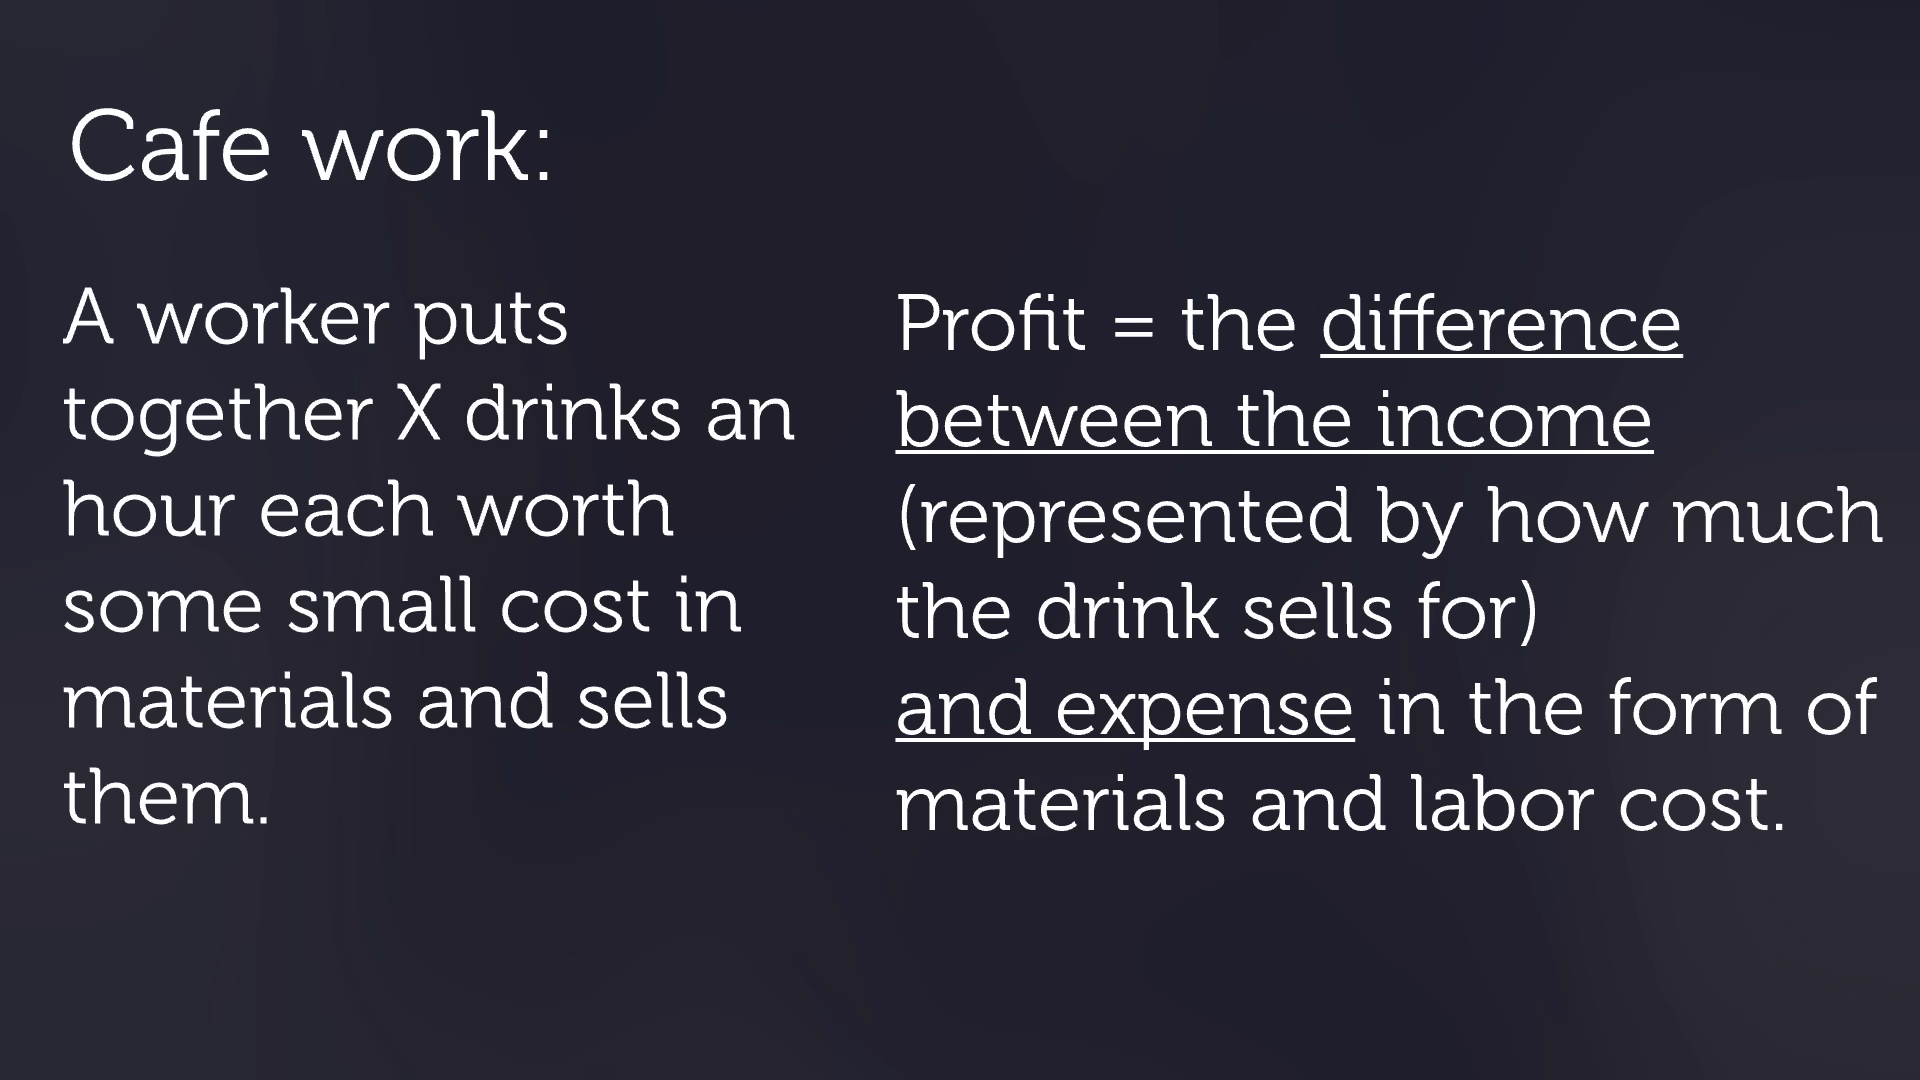 Cafe work:
A worker puts
together X drinks an
hour each worth
some small cost in
materials and sells
them.
Profit = the difference
between the income
(represented by how much
the drink sells for)
and expense in the form of
materials and labor cost.